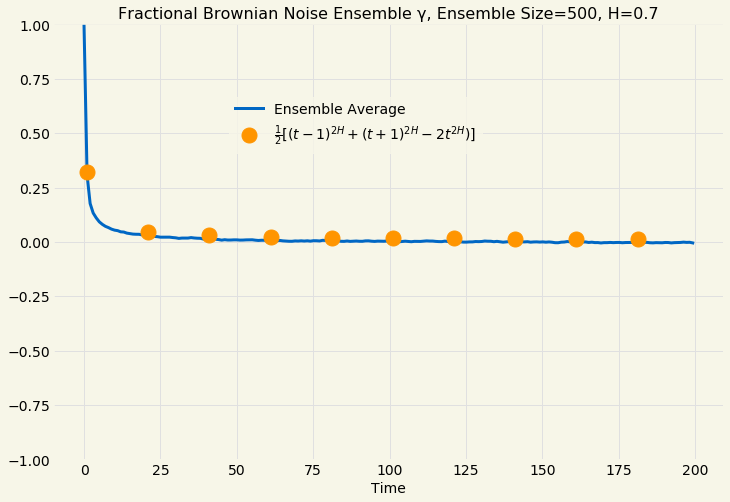 Fractional Brownian Noise Ensemble γ, Ensemble Size=500, H=0.7
1.00
0.75
0.50
0.25
0.00
−0.25
−0.50
−0.75
−1.00
Ensemble Average
½[(t − 1)²ᴴ + (t + 1)²ᴴ − 2t²ᴴ)]
0 25 50 75 100 125 150 175 200
Time